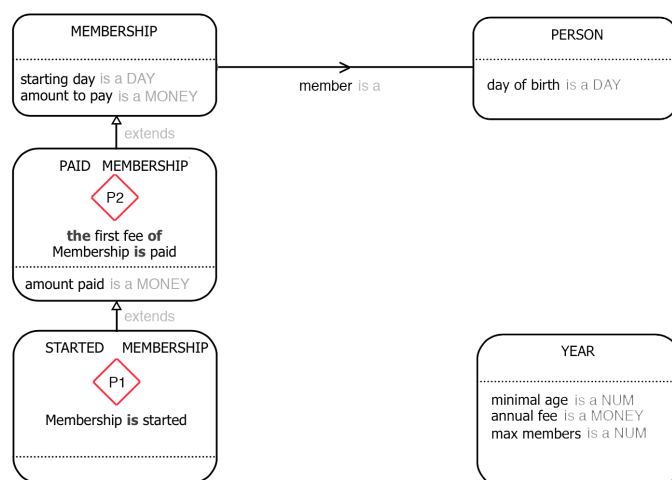 MEMBERSHIP
starting day is a DAY
amount to pay is a MONEY
member is a
PERSON
day of birth is a DAY
extends
PAID MEMBERSHIP
P2
the first fee of
Membership is paid
amount paid is a MONEY
extends
STARTED MEMBERSHIP
P1
Membership is started
YEAR
minimal age is a NUM
annual fee is a MONEY
max members is a NUM